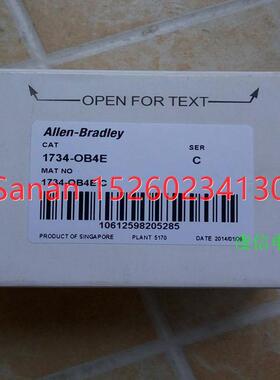 OPEN FOR TEXT
Allen-Bradley
CAT
SER
1734-OB4E
C
MAT NO
Sanan 15260234130
1734-OB4E C
10612598205285
PRODUCT OF SINGAPORE PLANT 5170 DATE 2014/01/0